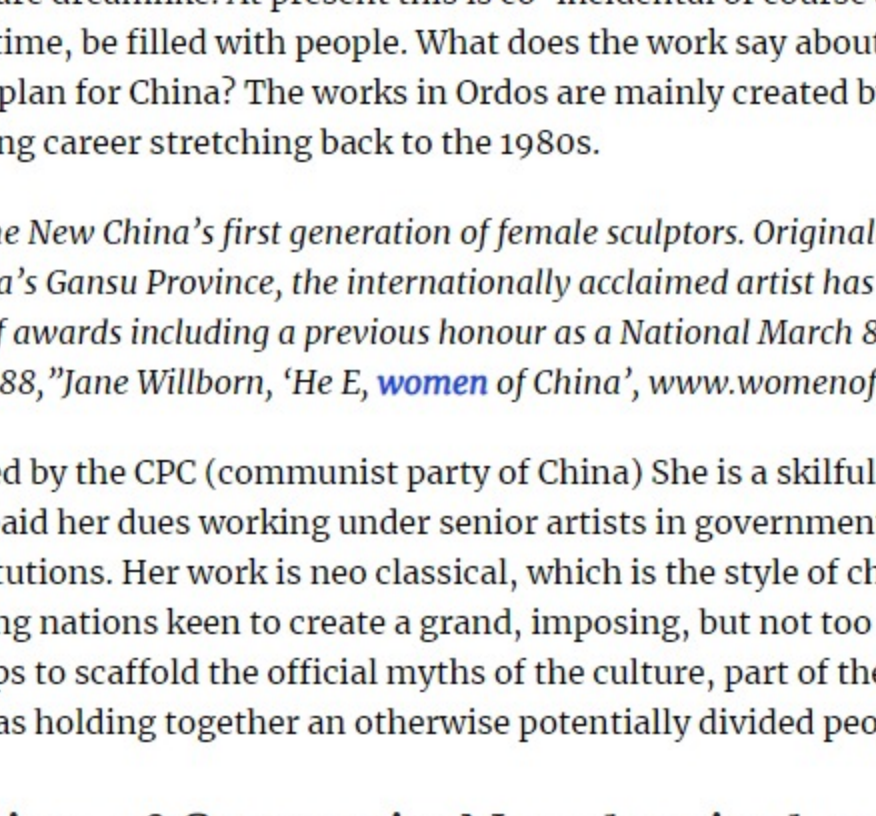 time, be filled with people. What does the work say about
plan for China? The works in Ordos are mainly created b
ng career stretching back to the 1980s.
e New China's first generation of female sculptors. Original
a's Gansu Province, the internationally acclaimed artist has
f awards including a previous honour as a National March 8
88,”Jane Willborn, ‘He E, women of China’, www.womenof
ed by the CPC (communist party of China) She is a skilful
aid her dues working under senior artists in governmen
tutions. Her work is neo classical, which is the style of ch
ng nations keen to create a grand, imposing, but not too
ps to scaffold the official myths of the culture, part of the
as holding together an otherwise potentially divided peo